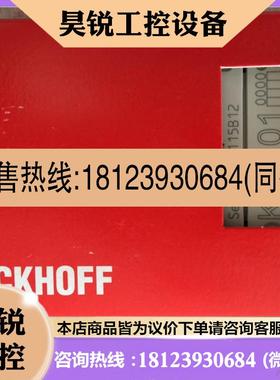 昊锐工控设备
115B12
售热线:18123930684(同
CKHOFF
锐
控
本店商品皆为议价下单请咨询客服
咨询热线 :18123930684 (微